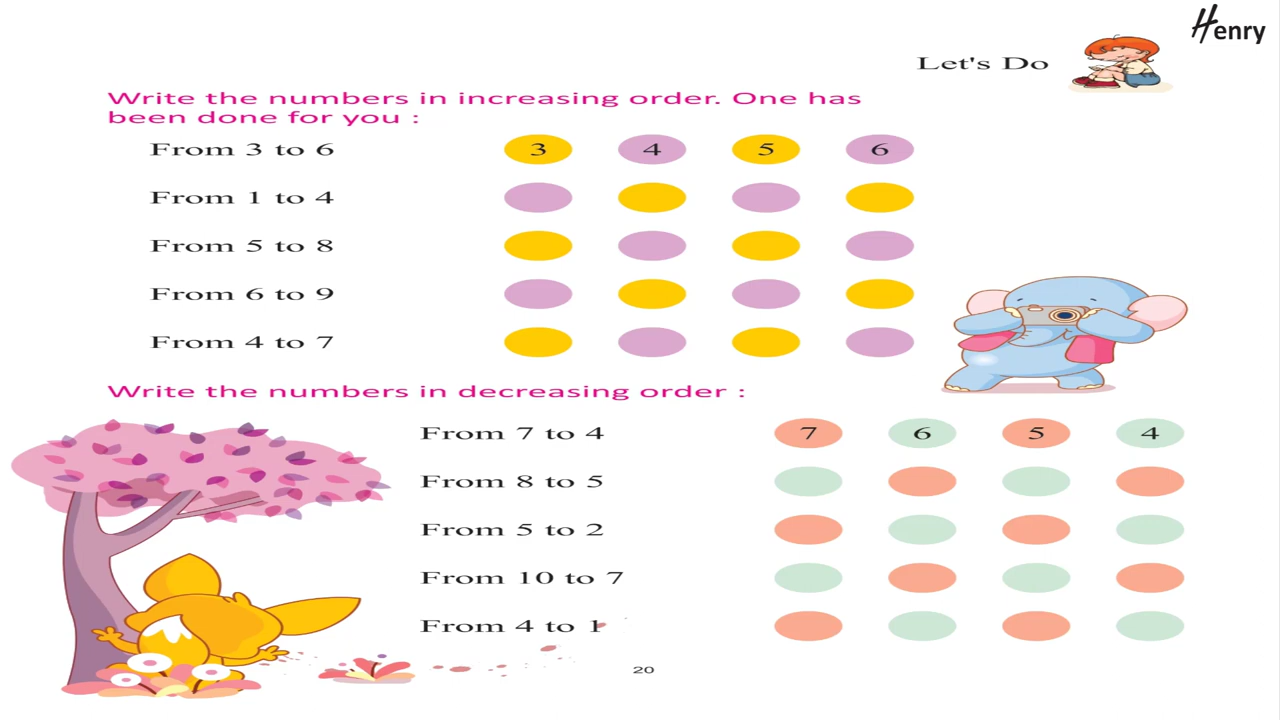 Henry
Let's Do
Write the numbers in increasing order. One has
been done for you :
From 3 to 6 3 4 5 6
From 1 to 4
From 5 to 8
From 6 to 9
From 4 to 7
Write the numbers in decreasing order :
From 7 to 4 7 6 5 4
From 8 to 5
From 5 to 2
From 10 to 7
From 4 to 1
20